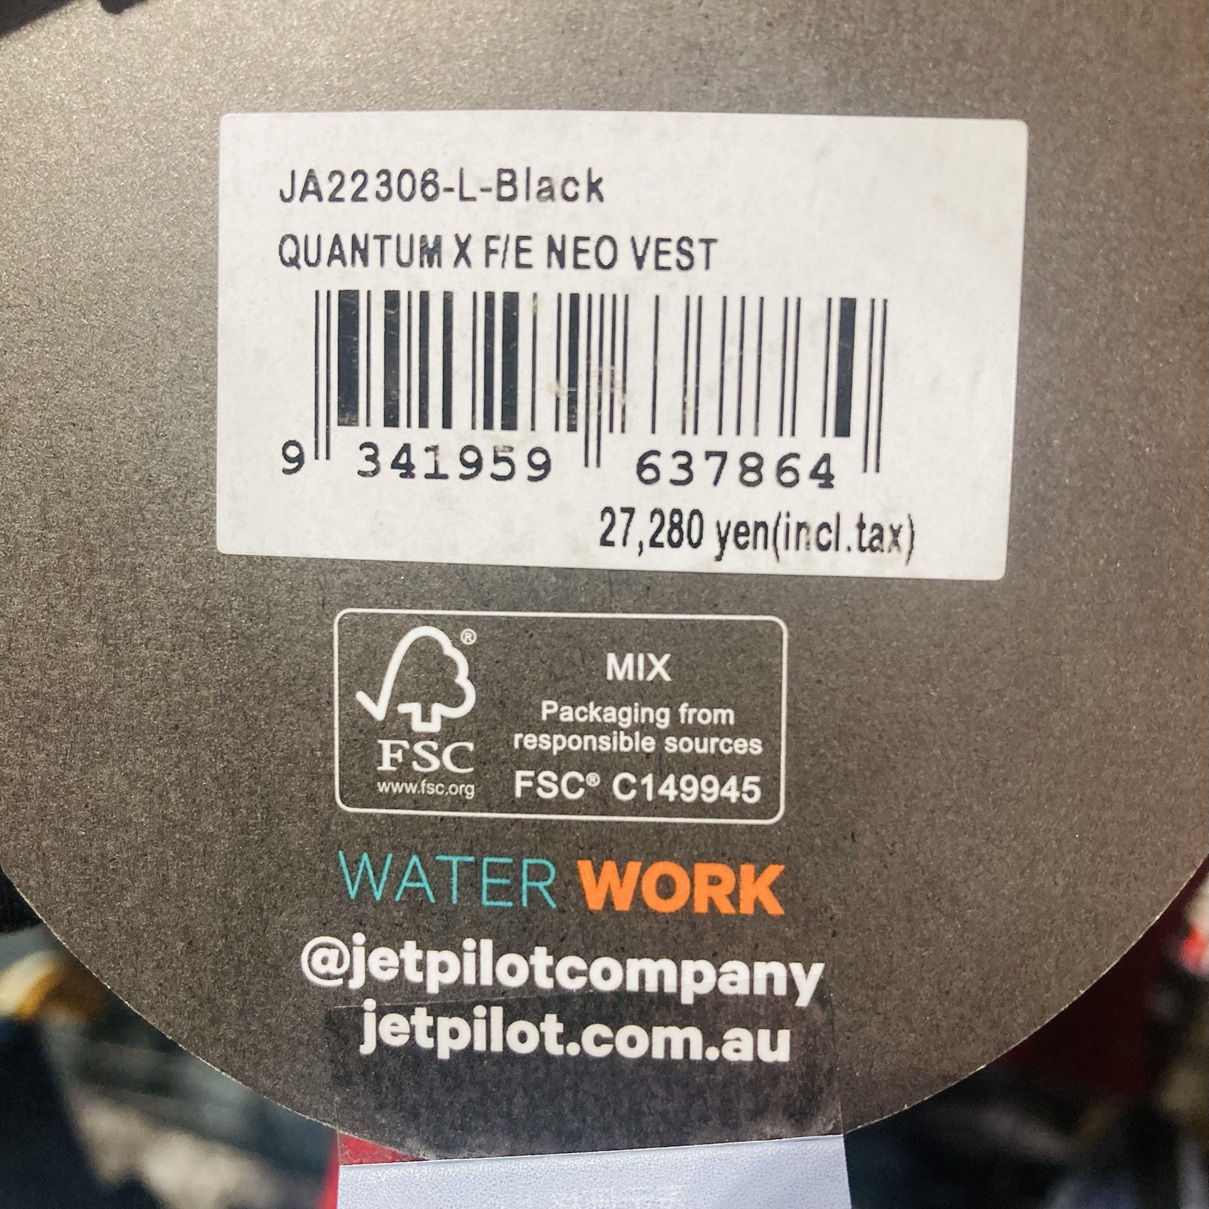 JA22306-L-Black
QUANTUM X F/E NEO VEST
9 341959 637864
27,280 yen(incl.tax)
®
MIX
Packaging from
responsible sources
FSC
www.fsc.org
FSC® C149945
WATER WORK
@jetpilotcompany
jetpilot.com.au